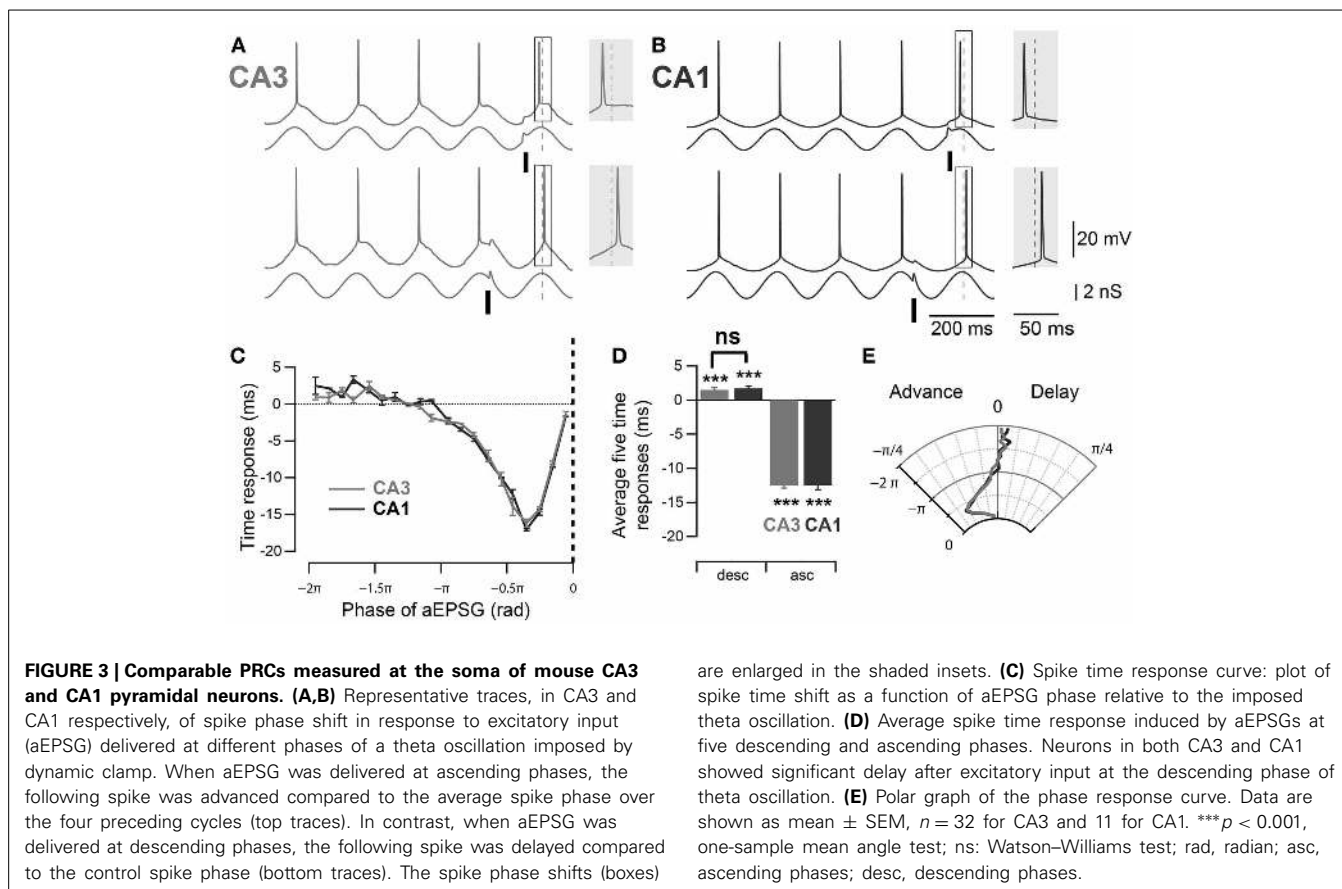 A
CA3
B
CA1
20 mV
2 nS
200 ms
50 ms
C
Time response (ms)
5
0
-5
-10
-15
-20
CA3
CA1
−2π
−1.5π
−π
−0.5π
0
Phase of aEPSG (rad)
D
ns
Average five time
responses (ms)
5
0
-5
-10
-15
-20
*** ***
*** ***
CA3 CA1
desc
asc
E
Advance
0
Delay
−π/4
π/4
−2 π
−π
0
FIGURE 3 | Comparable PRCs measured at the soma of mouse CA3
and CA1 pyramidal neurons. (A,B) Representative traces, in CA3 and
CA1 respectively, of spike phase shift in response to excitatory input
(aEPSG) delivered at different phases of a theta oscillation imposed by
dynamic clamp. When aEPSG was delivered at ascending phases, the
following spike was advanced compared to the average spike phase over
the four preceding cycles (top traces). In contrast, when aEPSG was
delivered at descending phases, the following spike was delayed compared
to the control spike phase (bottom traces). The spike phase shifts (boxes)
are enlarged in the shaded insets. (C) Spike time response curve: plot of
spike time shift as a function of aEPSG phase relative to the imposed
theta oscillation. (D) Average spike time response induced by aEPSGs at
five descending and ascending phases. Neurons in both CA3 and CA1
showed significant delay after excitatory input at the descending phase of
theta oscillation. (E) Polar graph of the phase response curve. Data are
shown as mean ± SEM, n = 32 for CA3 and 11 for CA1. ***p < 0.001,
one-sample mean angle test; ns: Watson–Williams test; rad, radian; asc,
ascending phases; desc, descending phases.